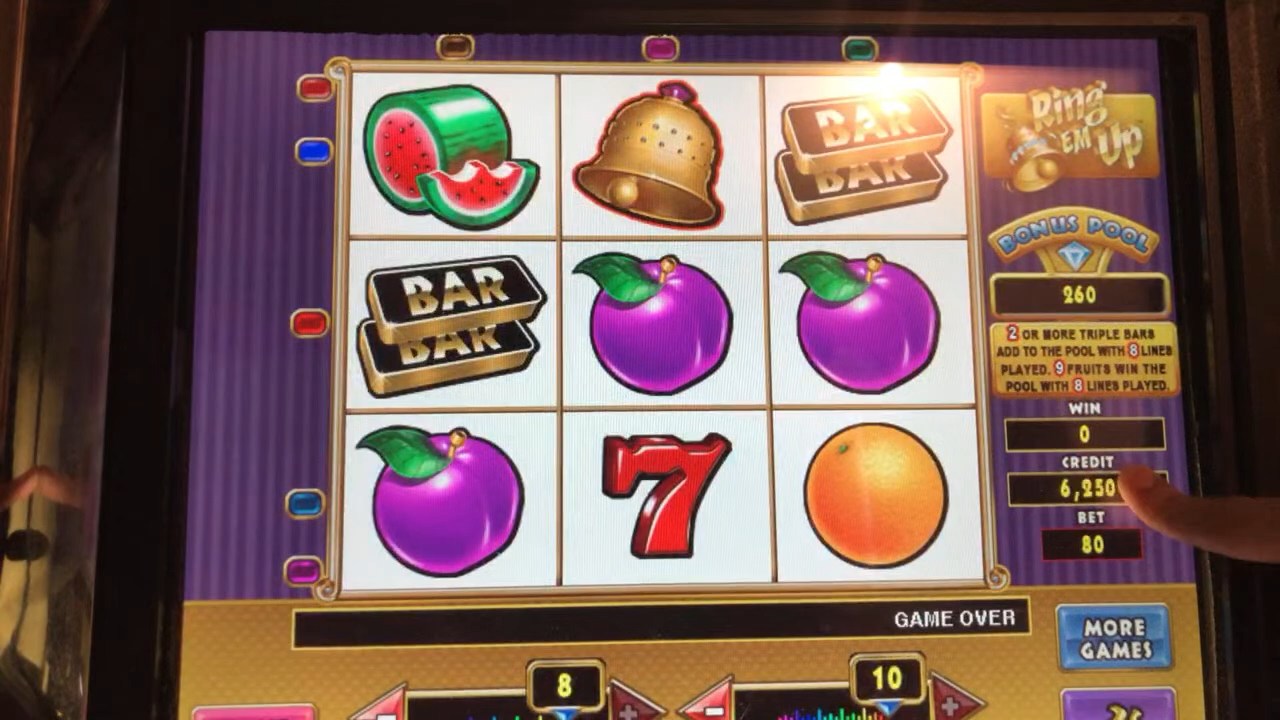 Ring
'EM Up
BONUS POOL
260
2 OR MORE TRIPLE BARS
ADD TO THE POOL WITH 8 LINES
PLAYED. 9 FRUITS WIN THE
POOL WITH 8 LINES PLAYED.
WIN
0
CREDIT
6,250
BET
80
BAR
BAR
BAR
BAR
7
GAME OVER
MORE
GAMES
8
10